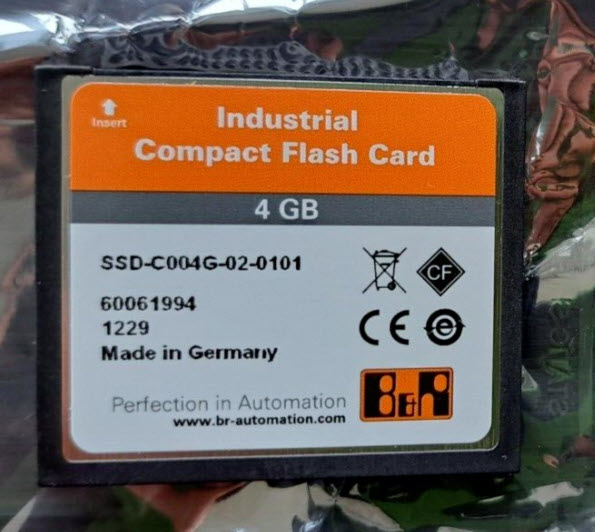 Insert
Industrial
Compact Flash Card
4 GB
SSD-C004G-02-0101
CF
60061994
1229
CE e
Made in Germany
Perfection in Automation
B&R
www.br-automation.com